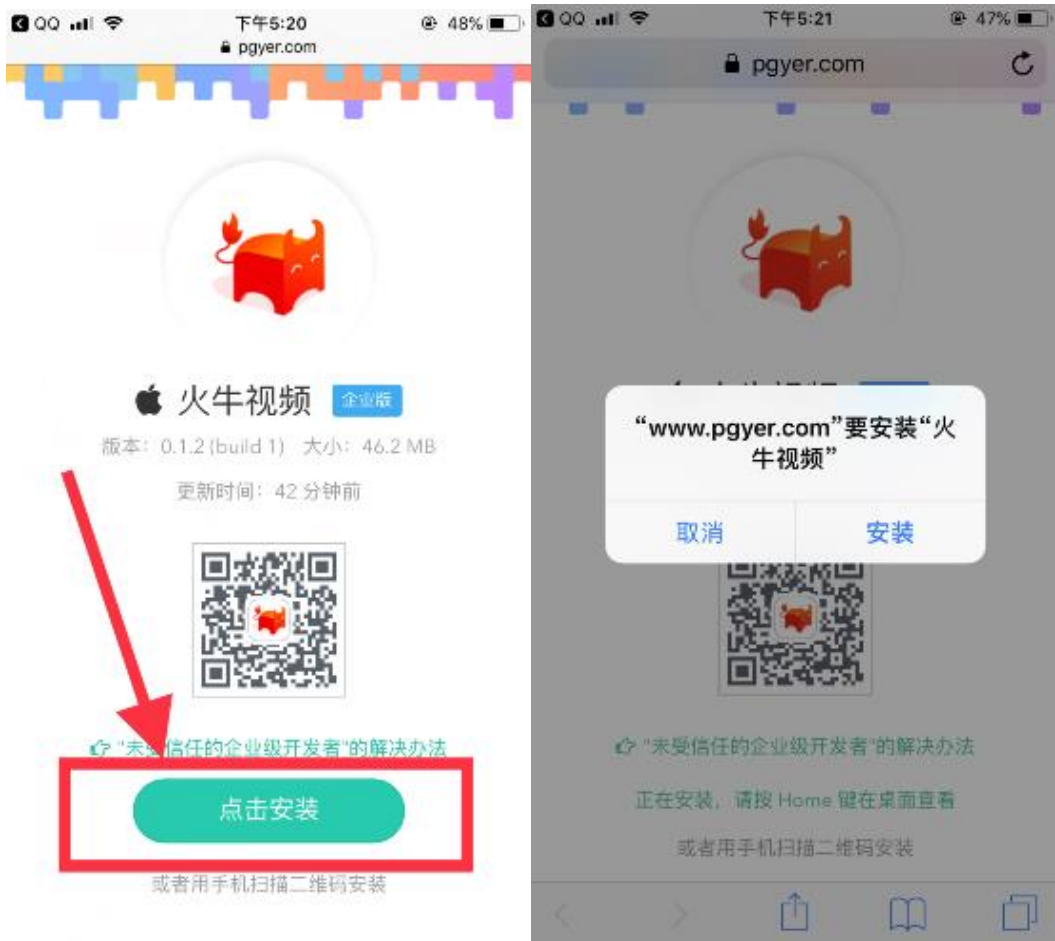 QQ
下午5:20
48%
pgyer.com
火牛视频
企业版
版本: 0.1.2 (build 1) 大小: 46.2 MB
更新时间: 42 分钟前
"未受信任的企业级开发者"的解决办法
点击安装
或者用手机扫描二维码安装
QQ
下午5:21
47%
pgyer.com
“www.pgyer.com”要安装“火
牛视频”
取消
安装
"未受信任的企业级开发者"的解决办法
正在安装，请按 Home 键在桌面查看
或者用手机扫描二维码安装